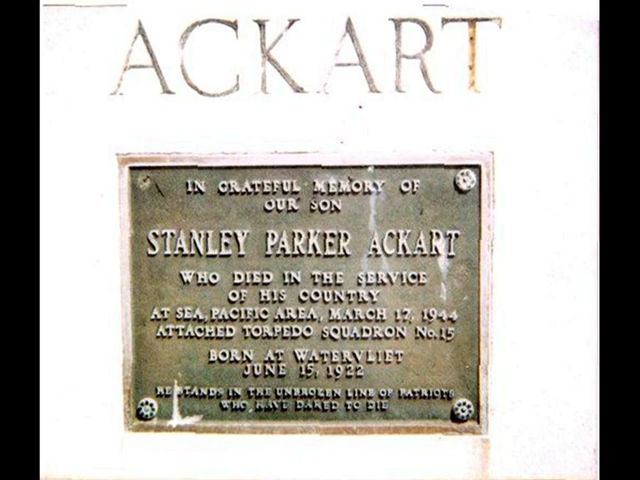 ACKART
IN GRATEFUL MEMORY OF
OUR SON
STANLEY PARKER ACKART
WHO DIED IN THE SERVICE
OF HIS COUNTRY
AT SEA, PACIFIC AREA, MARCH 17, 1944
ATTACHED TORPEDO SQUADRON No.15
BORN AT WATERVLIET
JUNE 15, 1922
HE STANDS IN THE UNBROKEN LINE OF PATRIOTS
WHO HAVE DARED TO DIE